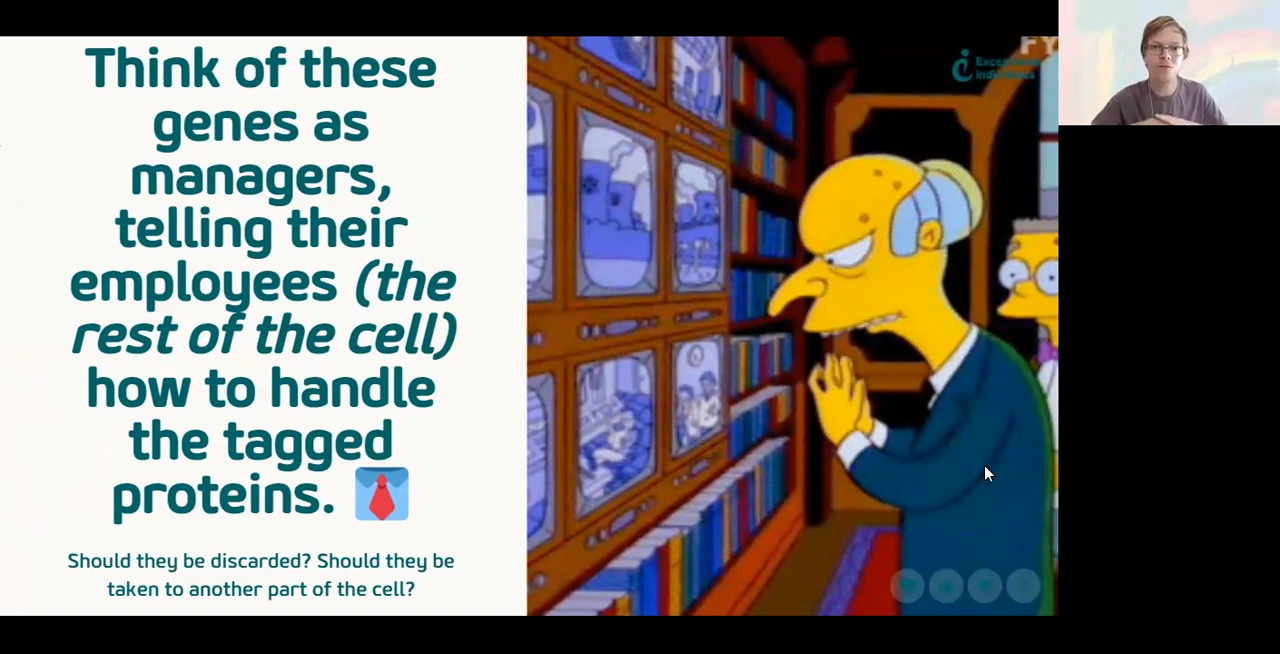 Think of these
genes as
managers,
telling their
employees (the
rest of the cell)
how to handle
the tagged
proteins.
Should they be discarded? Should they be
taken to another part of the cell?
FY